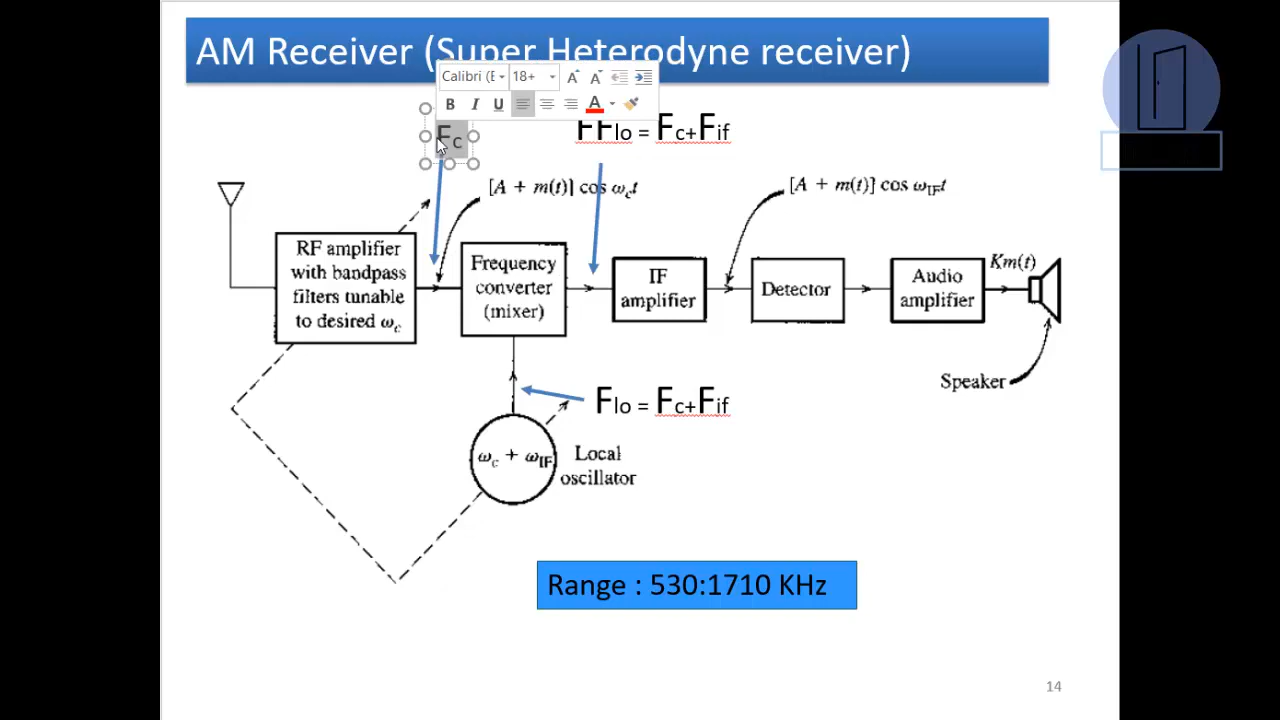 AM Receiver (Super Heterodyne receiver)
Calibri (E
18+
A A
B I U A
Fc
FFlo = Fc+Fif
[A + m(t)] cos ωct
[A + m(t)] cos ωIFt
RF amplifier
with bandpass
filters tunable
to desired ωc
Frequency
converter
(mixer)
IF
amplifier
Detector
Audio
amplifier
Km(t)
Speaker
Flo = Fc+Fif
ωc + ωIF
Local
oscillator
Range : 530:1710 KHz
14